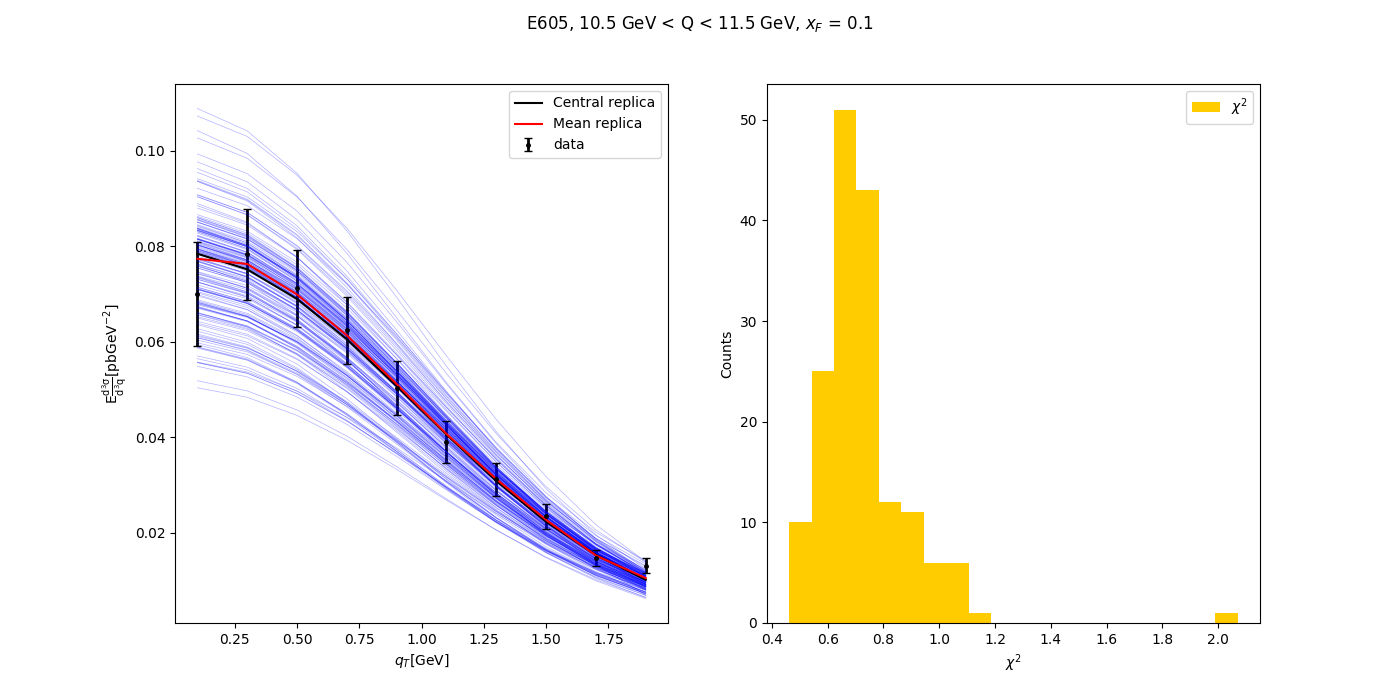 E605, 10.5 GeV < Q < 11.5 GeV, x_F = 0.1
Central replica
Mean replica
data
0.10
0.08
0.06
0.04
0.02
E d³σ/d³q [pbGeV⁻²]
0.25 0.50 0.75 1.00 1.25 1.50 1.75
q_T[GeV]
χ²
50
40
30
20
10
0
Counts
0.4 0.6 0.8 1.0 1.2 1.4 1.6 1.8 2.0
χ²